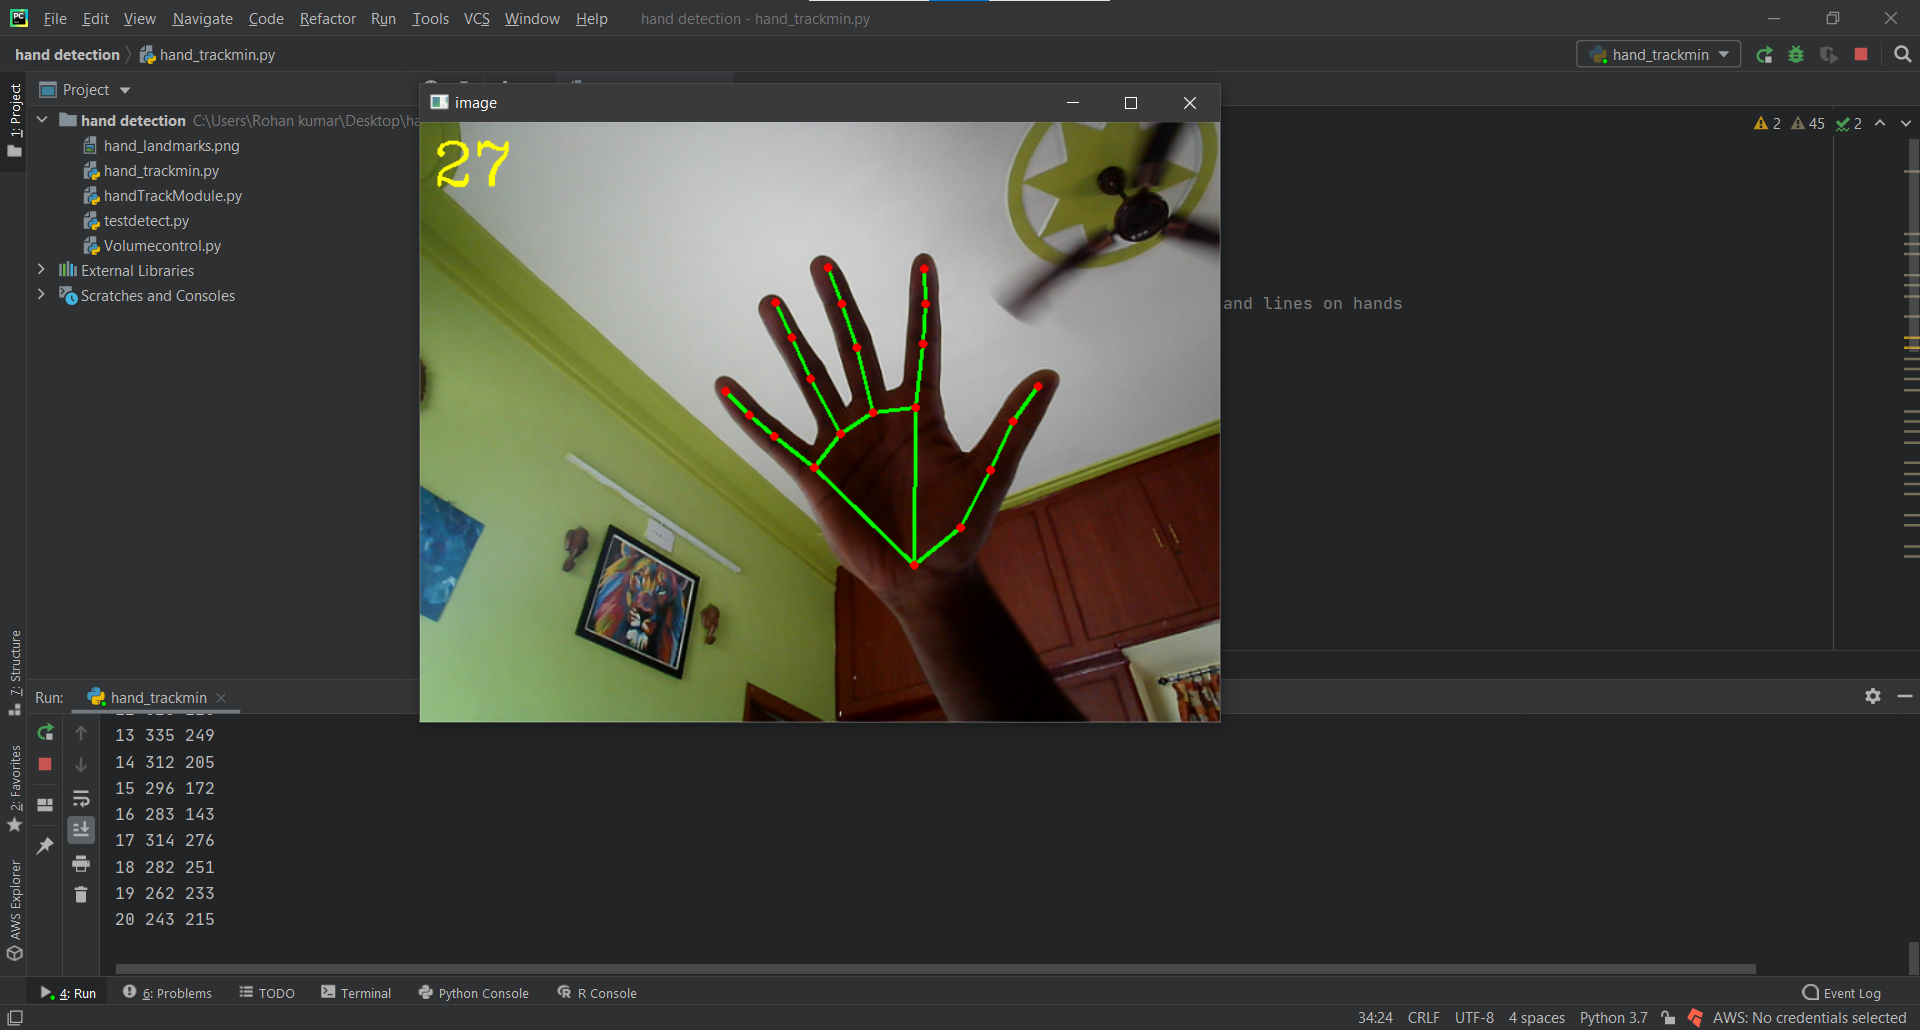 PC File Edit View Navigate Code Refactor Run Tools VCS Window Help hand detection - hand_trackmin.py
hand detection hand_trackmin.py hand_trackmin
1: Project
Project
image
hand detection C:\Users\Rohan kumar\Desktop\ha
2 45 2
27
hand_landmarks.png
hand_trackmin.py
handTrackModule.py
testdetect.py
Volumecontrol.py
External Libraries
Scratches and Consoles
and lines on hands
7: Structure
2: Favorites
AWS Explorer
Run: hand_trackmin
13 335 249
14 312 205
15 296 172
16 283 143
17 314 276
18 282 251
19 262 233
20 243 215
4: Run 6: Problems TODO Terminal Python Console R Console Event Log
34:24 CRLF UTF-8 4 spaces Python 3.7 AWS: No credentials selected